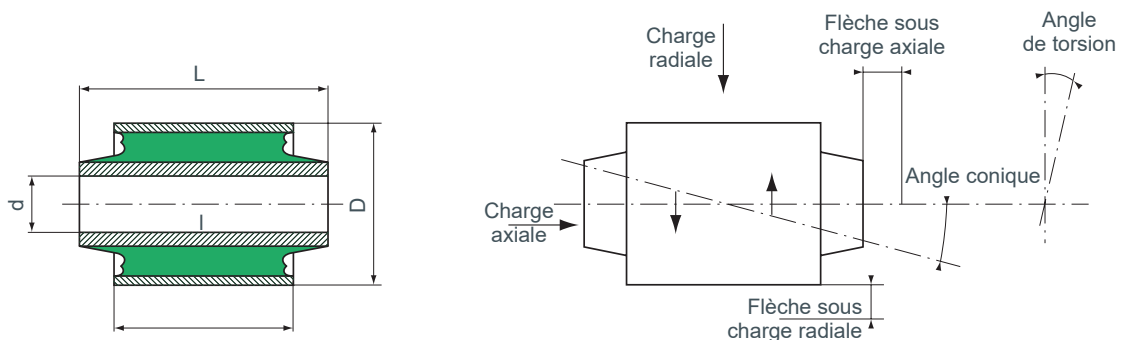 L
d
l
D
Charge
radiale
Flèche sous
charge axiale
Angle
de torsion
Angle conique
Charge
axiale
Flèche sous
charge radiale